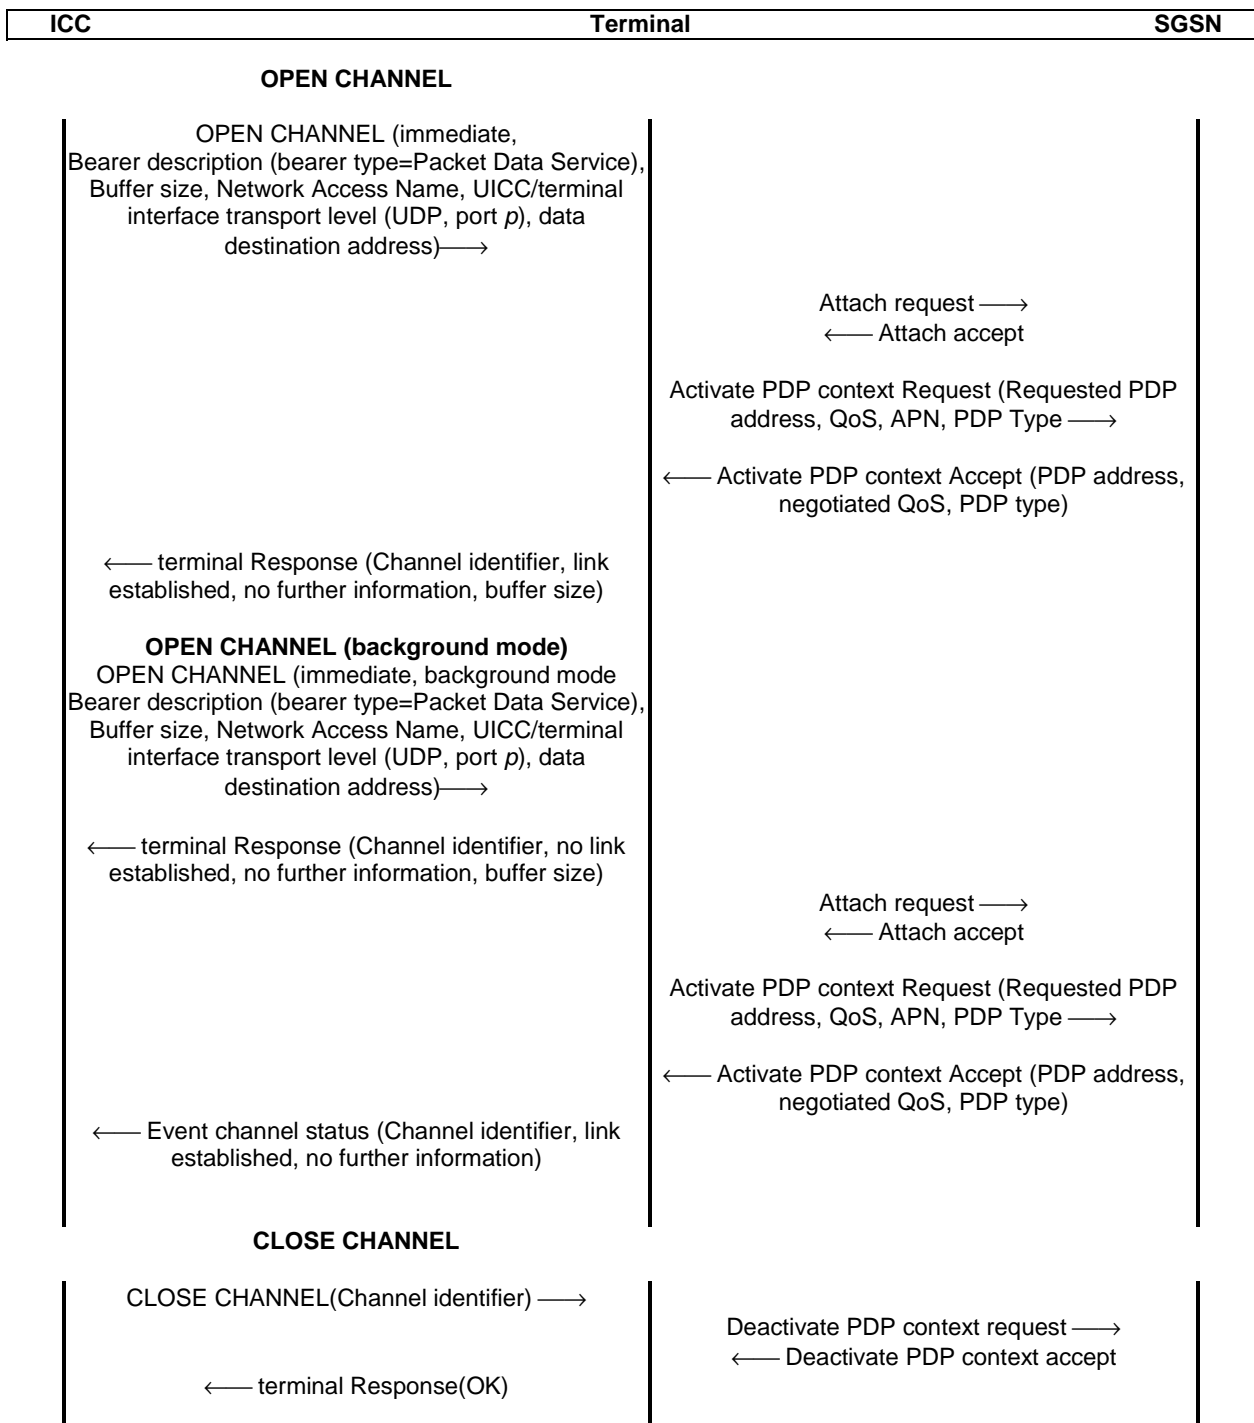 ICC Terminal SGSN
OPEN CHANNEL
OPEN CHANNEL (immediate,
Bearer description (bearer type=Packet Data Service),
Buffer size, Network Access Name, UICC/terminal
interface transport level (UDP, port p), data
destination address)⟶
Attach request ⟶
⟵ Attach accept
Activate PDP context Request (Requested PDP
address, QoS, APN, PDP Type ⟶
⟵ Activate PDP context Accept (PDP address,
negotiated QoS, PDP type)
⟵ terminal Response (Channel identifier, link
established, no further information, buffer size)
OPEN CHANNEL (background mode)
OPEN CHANNEL (immediate, background mode
Bearer description (bearer type=Packet Data Service),
Buffer size, Network Access Name, UICC/terminal
interface transport level (UDP, port p), data
destination address)⟶
⟵ terminal Response (Channel identifier, no link
established, no further information, buffer size)
Attach request ⟶
⟵ Attach accept
Activate PDP context Request (Requested PDP
address, QoS, APN, PDP Type ⟶
⟵ Activate PDP context Accept (PDP address,
negotiated QoS, PDP type)
⟵ Event channel status (Channel identifier, link
established, no further information)
CLOSE CHANNEL
CLOSE CHANNEL(Channel identifier) ⟶
Deactivate PDP context request ⟶
⟵ Deactivate PDP context accept
⟵ terminal Response(OK)